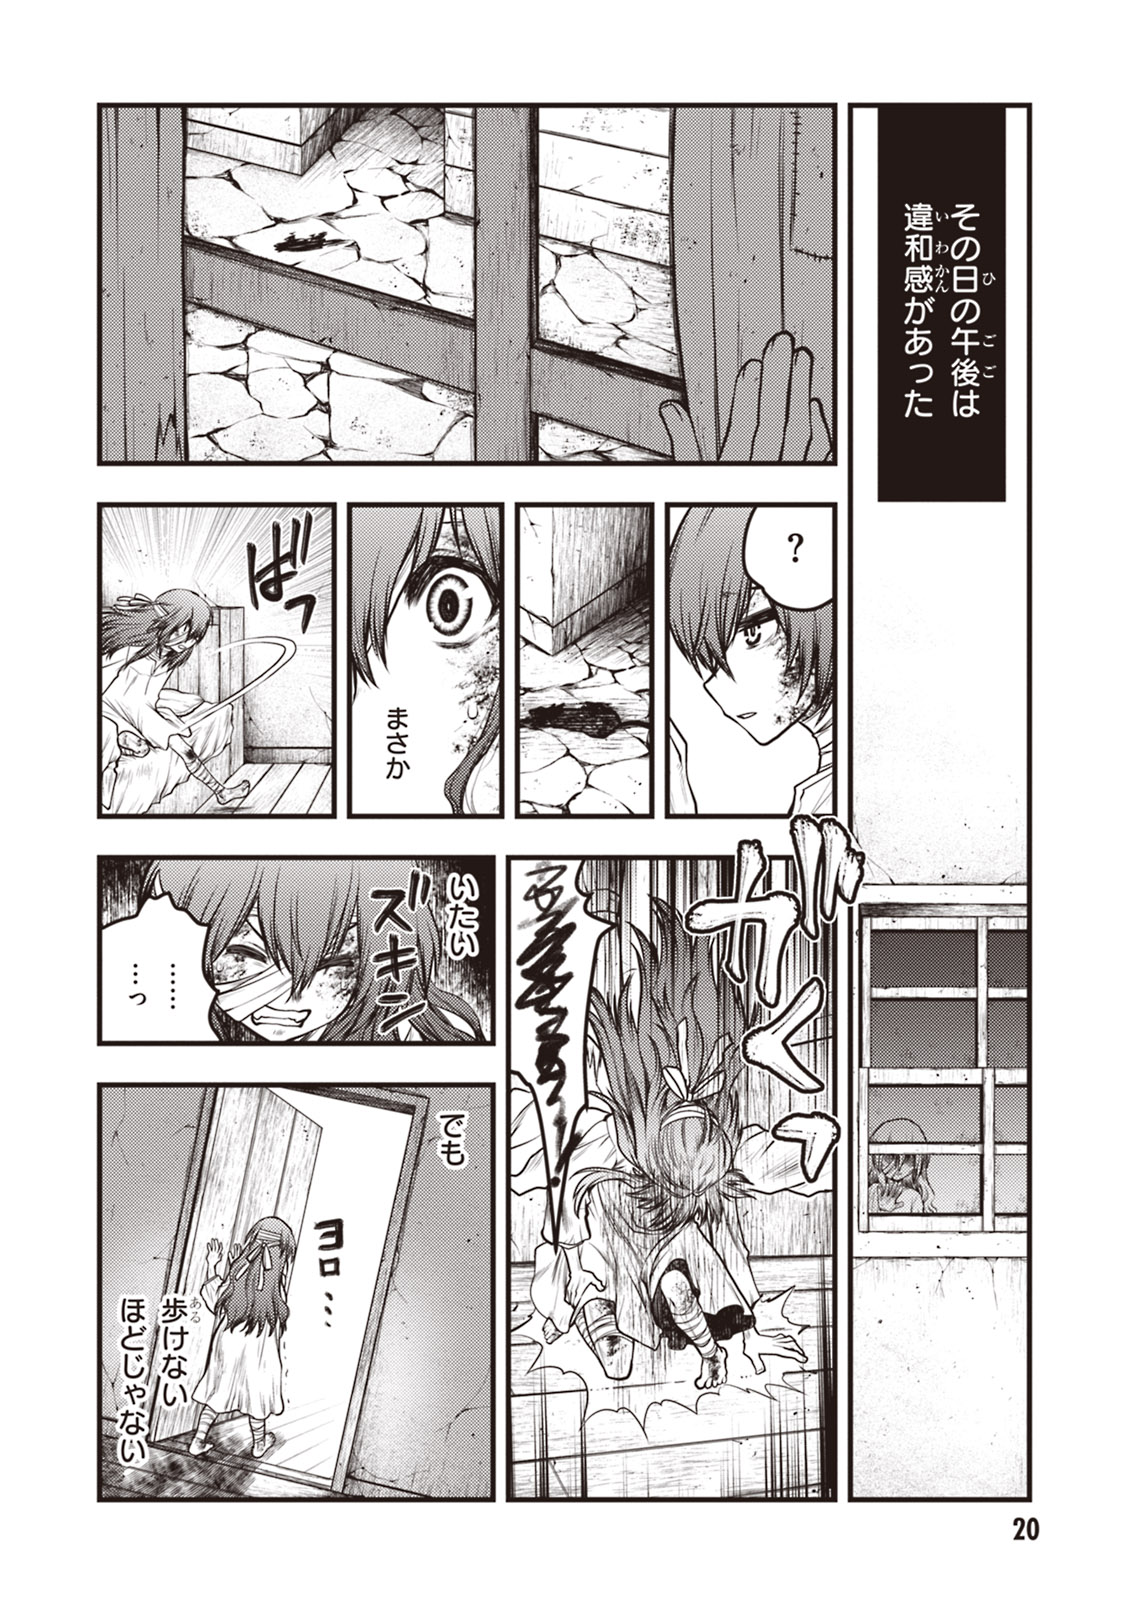 その日の午後は
違和感があった
？
まさか
ばっ
ガくっ
いたい
ズキン
……
…っ
でも
ヨロ…
歩けない
ほどじゃない
20